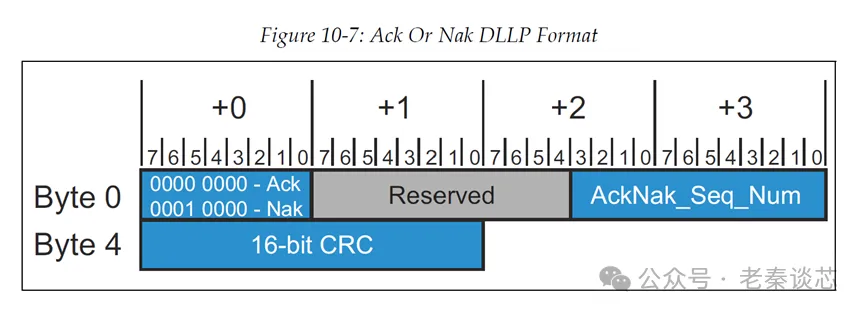 Figure 10-7: Ack Or Nak DLLP Format
+0 +1 +2 +3
7 6 5 4 3 2 1 0 7 6 5 4 3 2 1 0 7 6 5 4 3 2 1 0 7 6 5 4 3 2 1 0
Byte 0
0000 0000 - Ack
0001 0000 - Nak
Reserved
AckNak_Seq_Num
Byte 4
16-bit CRC
公众号 · 老秦谈芯